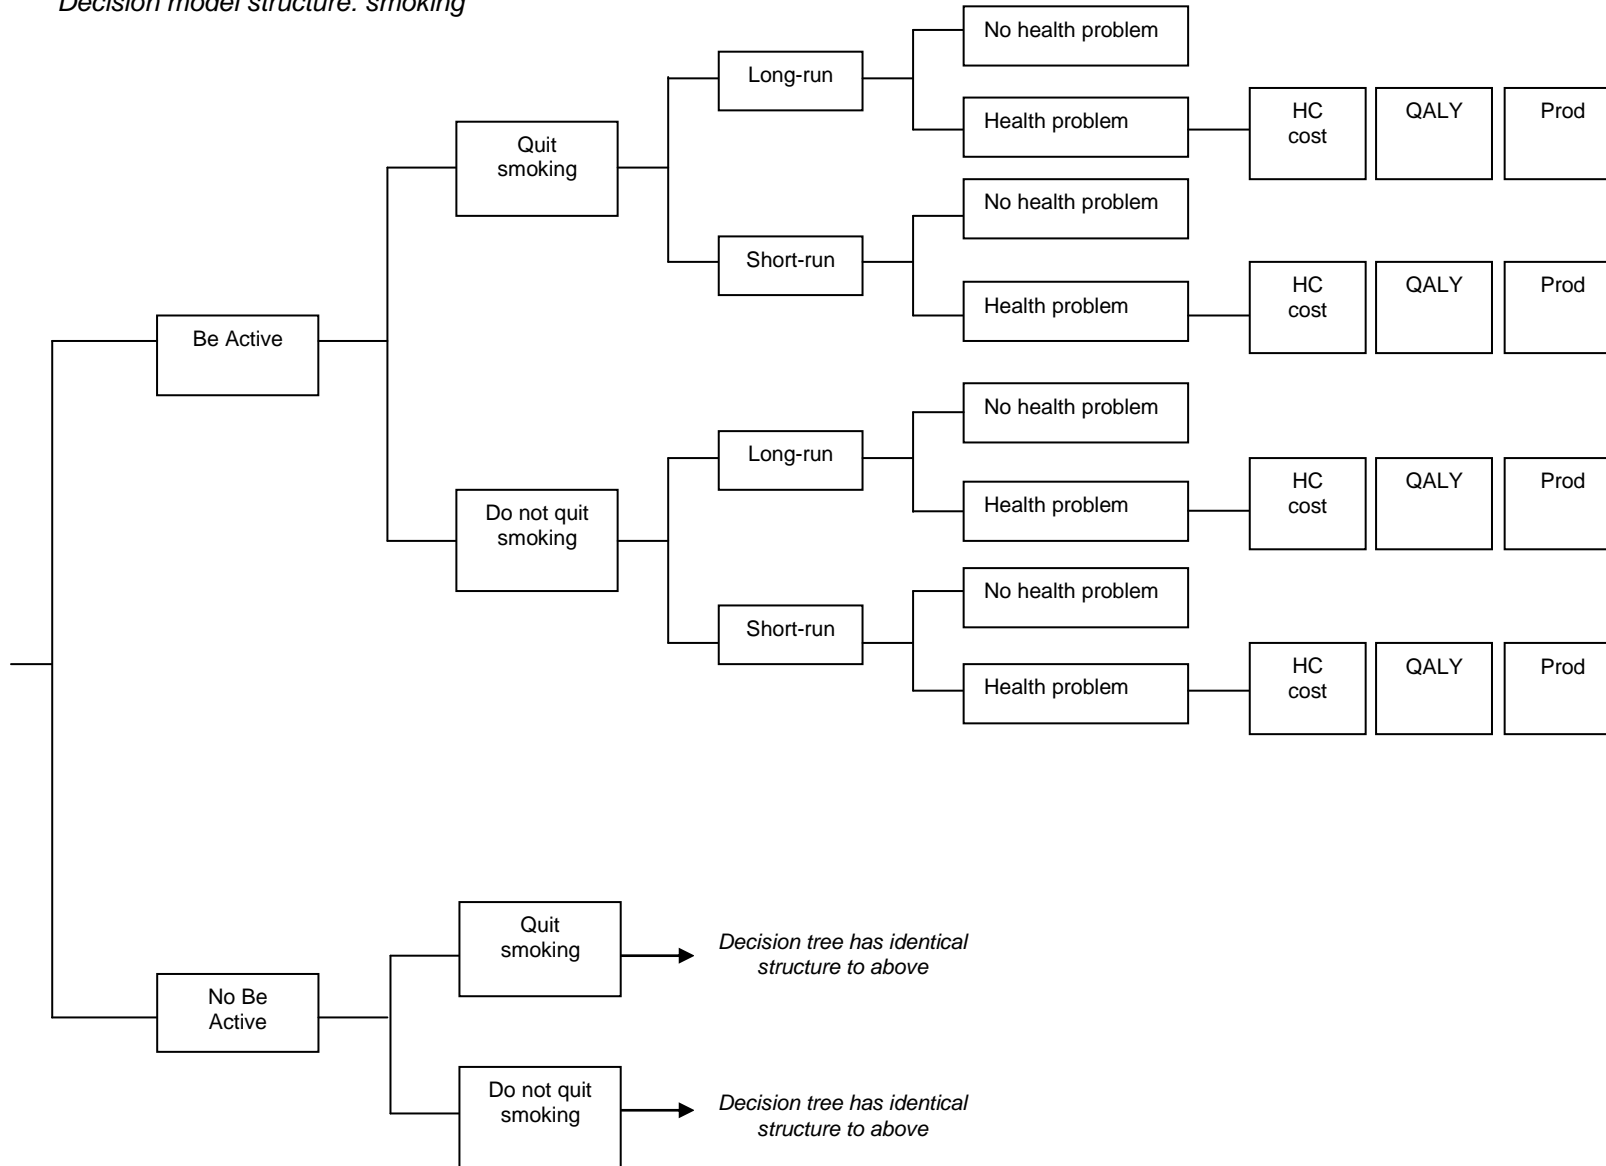 Decision model structure: smoking
No health problem
Long-run
Health problem
HC
cost
QALY
Prod
Quit
smoking
No health problem
Short-run
Health problem
HC
cost
QALY
Prod
Be Active
No health problem
Long-run
Health problem
HC
cost
QALY
Prod
Do not quit
smoking
No health problem
Short-run
Health problem
HC
cost
QALY
Prod
Quit
smoking
Decision tree has identical
structure to above
No Be
Active
Do not quit
smoking
Decision tree has identical
structure to above